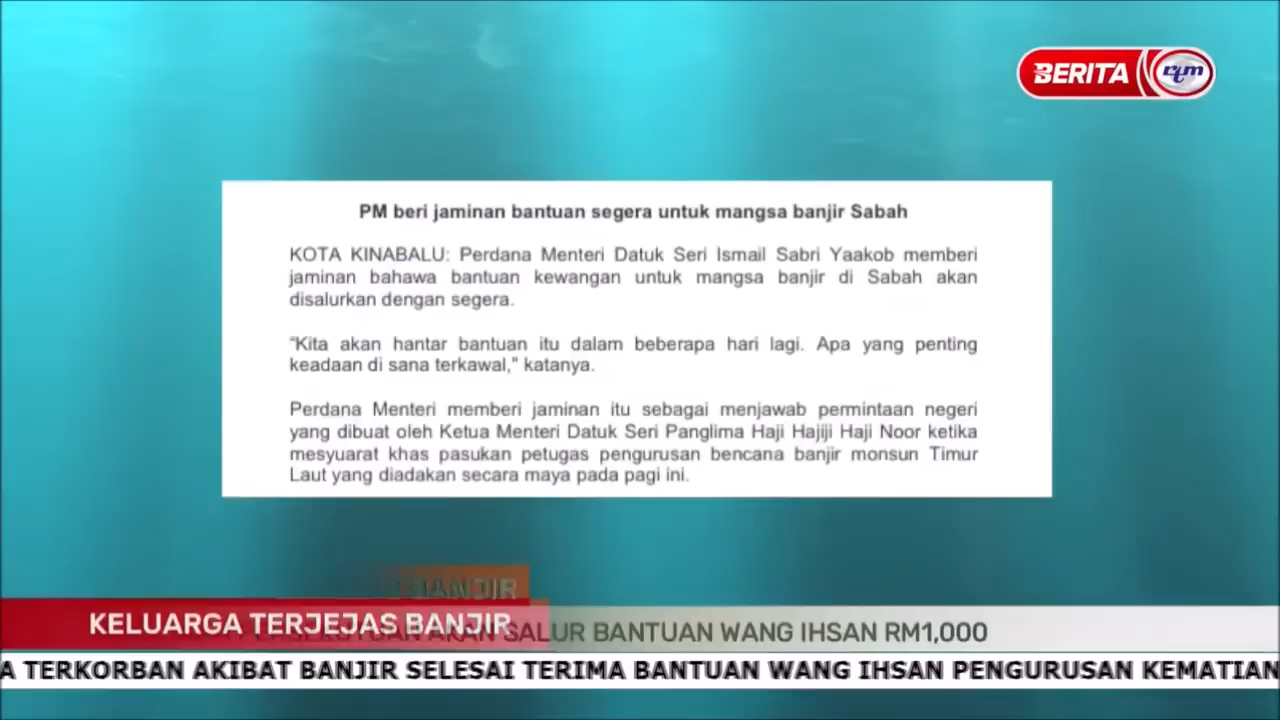 BERITA rtm
PM beri jaminan bantuan segera untuk mangsa banjir Sabah
KOTA KINABALU: Perdana Menteri Datuk Seri Ismail Sabri Yaakob memberi
jaminan bahawa bantuan kewangan untuk mangsa banjir di Sabah akan
disalurkan dengan segera.
"Kita akan hantar bantuan itu dalam beberapa hari lagi. Apa yang penting
keadaan di sana terkawal," katanya.
Perdana Menteri memberi jaminan itu sebagai menjawab permintaan negeri
yang dibuat oleh Ketua Menteri Datuk Seri Panglima Haji Hajiji Haji Noor ketika
mesyuarat khas pasukan petugas pengurusan bencana banjir monsun Timur
Laut yang diadakan secara maya pada pagi ini.
BANJIR
KELUARGA TERJEJAS BANJIR
AKAN SALUR BANTUAN WANG IHSAN RM1,000
A TERKORBAN AKIBAT BANJIR SELESAI TERIMA BANTUAN WANG IHSAN PENGURUSAN KEMATIAN